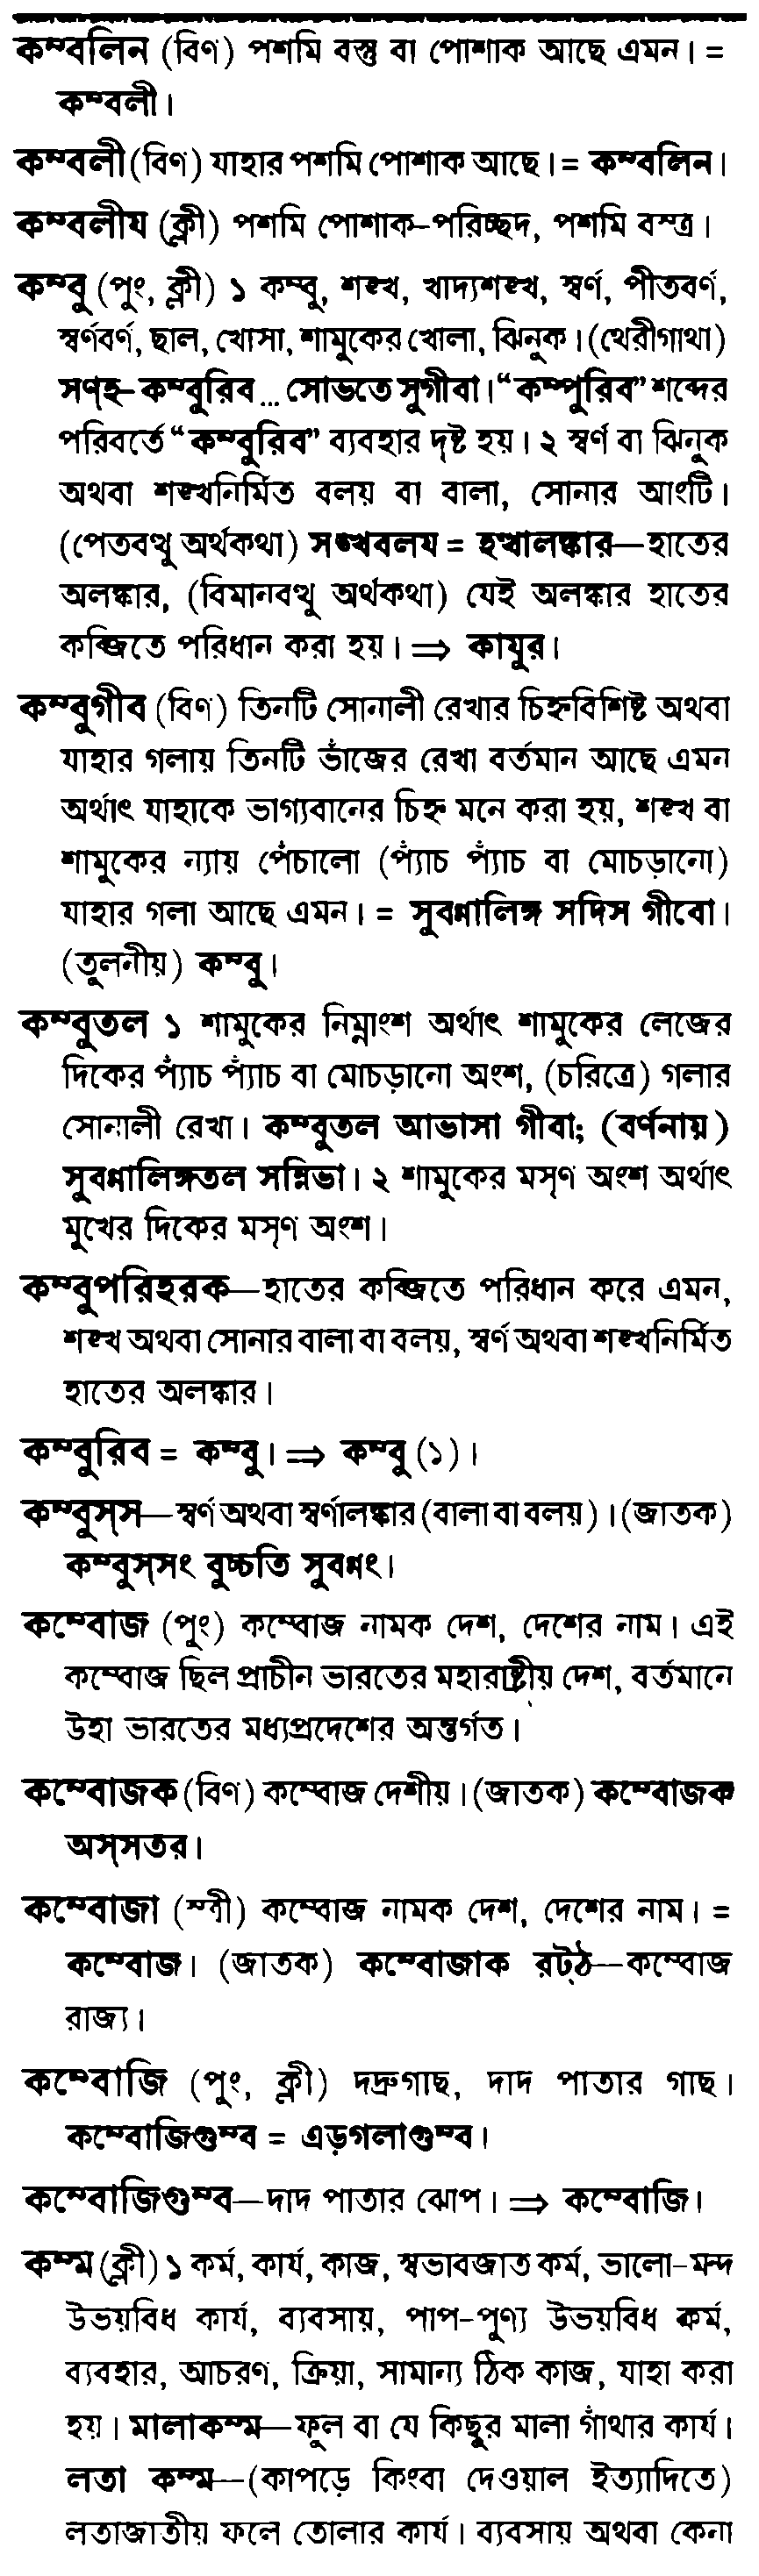 কম্বলিন (বিণ) পশমি বস্তু বা পোশাক আছে এমন। =
কম্বলী।
কম্বলী (বিণ) যাহার পশমি পোশাক আছে। = কম্বলিন।
কম্বলীয (ক্লী) পশমি পোশাক-পরিচ্ছদ, পশমি বস্ত্র।
কম্বু (পুং, ক্লী) ১ কম্বু, শঙ্খ, খাদ্যশঙ্খ, স্বর্ণ, পীতবর্ণ,
স্বর্ণবর্ণ, ছাল, খোসা, শামুকের খোলা, ঝিনুক। (থেরীগাথা)
সণ্‌হ-কম্বুরিব... সোভতে সুগীবা। “কম্পুরিব” শব্দের
পরিবর্তে “কম্বুরিব” ব্যবহার দৃষ্ট হয়। ২ স্বর্ণ বা ঝিনুক
অথবা শঙ্খনির্মিত বলয় বা বালা, সোনার আংটি।
(পেতবত্থু অর্থকথা) সঙ্খবলয = হত্থালঙ্কার—হাতের
অলঙ্কার, (বিমানবত্থু অর্থকথা) যেই অলঙ্কার হাতের
কব্জিতে পরিধান করা হয়। ⇒ কাযূর।
কম্বুগীব (বিণ) তিনটি সোনালী রেখার চিহ্নবিশিষ্ট অথবা
যাহার গলায় তিনটি ভাঁজের রেখা বর্তমান আছে এমন
অর্থাৎ যাহাকে ভাগ্যবানের চিহ্ন মনে করা হয়, শঙ্খ বা
শামুকের ন্যায় পেঁচালো (প্যাঁচ প্যাঁচ বা মোচড়ানো)
যাহার গলা আছে এমন। = সুবণ্ণালিঙ্গ সদিস গীবো।
(তুলনীয়) কম্বু।
কম্বুতল ১ শামুকের নিম্নাংশ অর্থাৎ শামুকের লেজের
দিকের প্যাঁচ প্যাঁচ বা মোচড়ানো অংশ, (চরিত্রে) গলার
সোনালী রেখা। কম্বুতল আভাসা গীবা; (বর্ণনায়)
সুবণ্ণালিঙ্গতল সন্নিভা। ২ শামুকের মসৃণ অংশ অর্থাৎ
মুখের দিকের মসৃণ অংশ।
কম্বুপরিহরক—হাতের কব্জিতে পরিধান করে এমন,
শঙ্খ অথবা সোনার বালা বা বলয়, স্বর্ণ অথবা শঙ্খনির্মিত
হাতের অলঙ্কার।
কম্বুরিব = কম্বু। ⇒ কম্বু (১)।
কম্বুস্‌স—স্বর্ণ অথবা স্বর্ণালঙ্কার (বালা বা বলয়)। (জাতক)
কম্বুস্‌সং বুচ্চতি সুবণ্ণং।
কম্বোজ (পুং) কম্বোজ নামক দেশ, দেশের নাম। এই
কম্বোজ ছিল প্রাচীন ভারতের মহারাষ্ট্রীয় দেশ, বর্তমানে
উহা ভারতের মধ্যপ্রদেশের অন্তর্গত।
কম্বোজক (বিণ) কম্বোজ দেশীয়। (জাতক) কম্বোজক
অস্‌সতর।
কম্বোজা (স্ত্রী) কম্বোজ নামক দেশ, দেশের নাম। =
কম্বোজ। (জাতক) কম্বোজাক রট্‌ঠ—কম্বোজ
রাজ্য।
কম্বোজি (পুং, ক্লী) দদ্রুগাছ, দাদ পাতার গাছ।
কম্বোজিগুম্ব = এড়গলাগুম্ব।
কম্বোজিগুম্ব—দাদ পাতার ঝোপ। ⇒ কম্বোজি।
কম্ম (ক্লী) ১ কর্ম, কার্য, কাজ, স্বভাবজাত কর্ম, ভালো-মন্দ
উভয়বিধ কার্য, ব্যবসায়, পাপ-পুণ্য উভয়বিধ কর্ম,
ব্যবহার, আচরণ, ক্রিয়া, সামান্য ঠিক কাজ, যাহা করা
হয়। মালাকম্ম—ফুল বা যে কিছুর মালা গাঁথার কার্য।
লতা কম্ম—(কাপড়ে কিংবা দেওয়াল ইত্যাদিতে)
লতাজাতীয় ফলে তোলার কার্য। ব্যবসায় অথবা কেনা